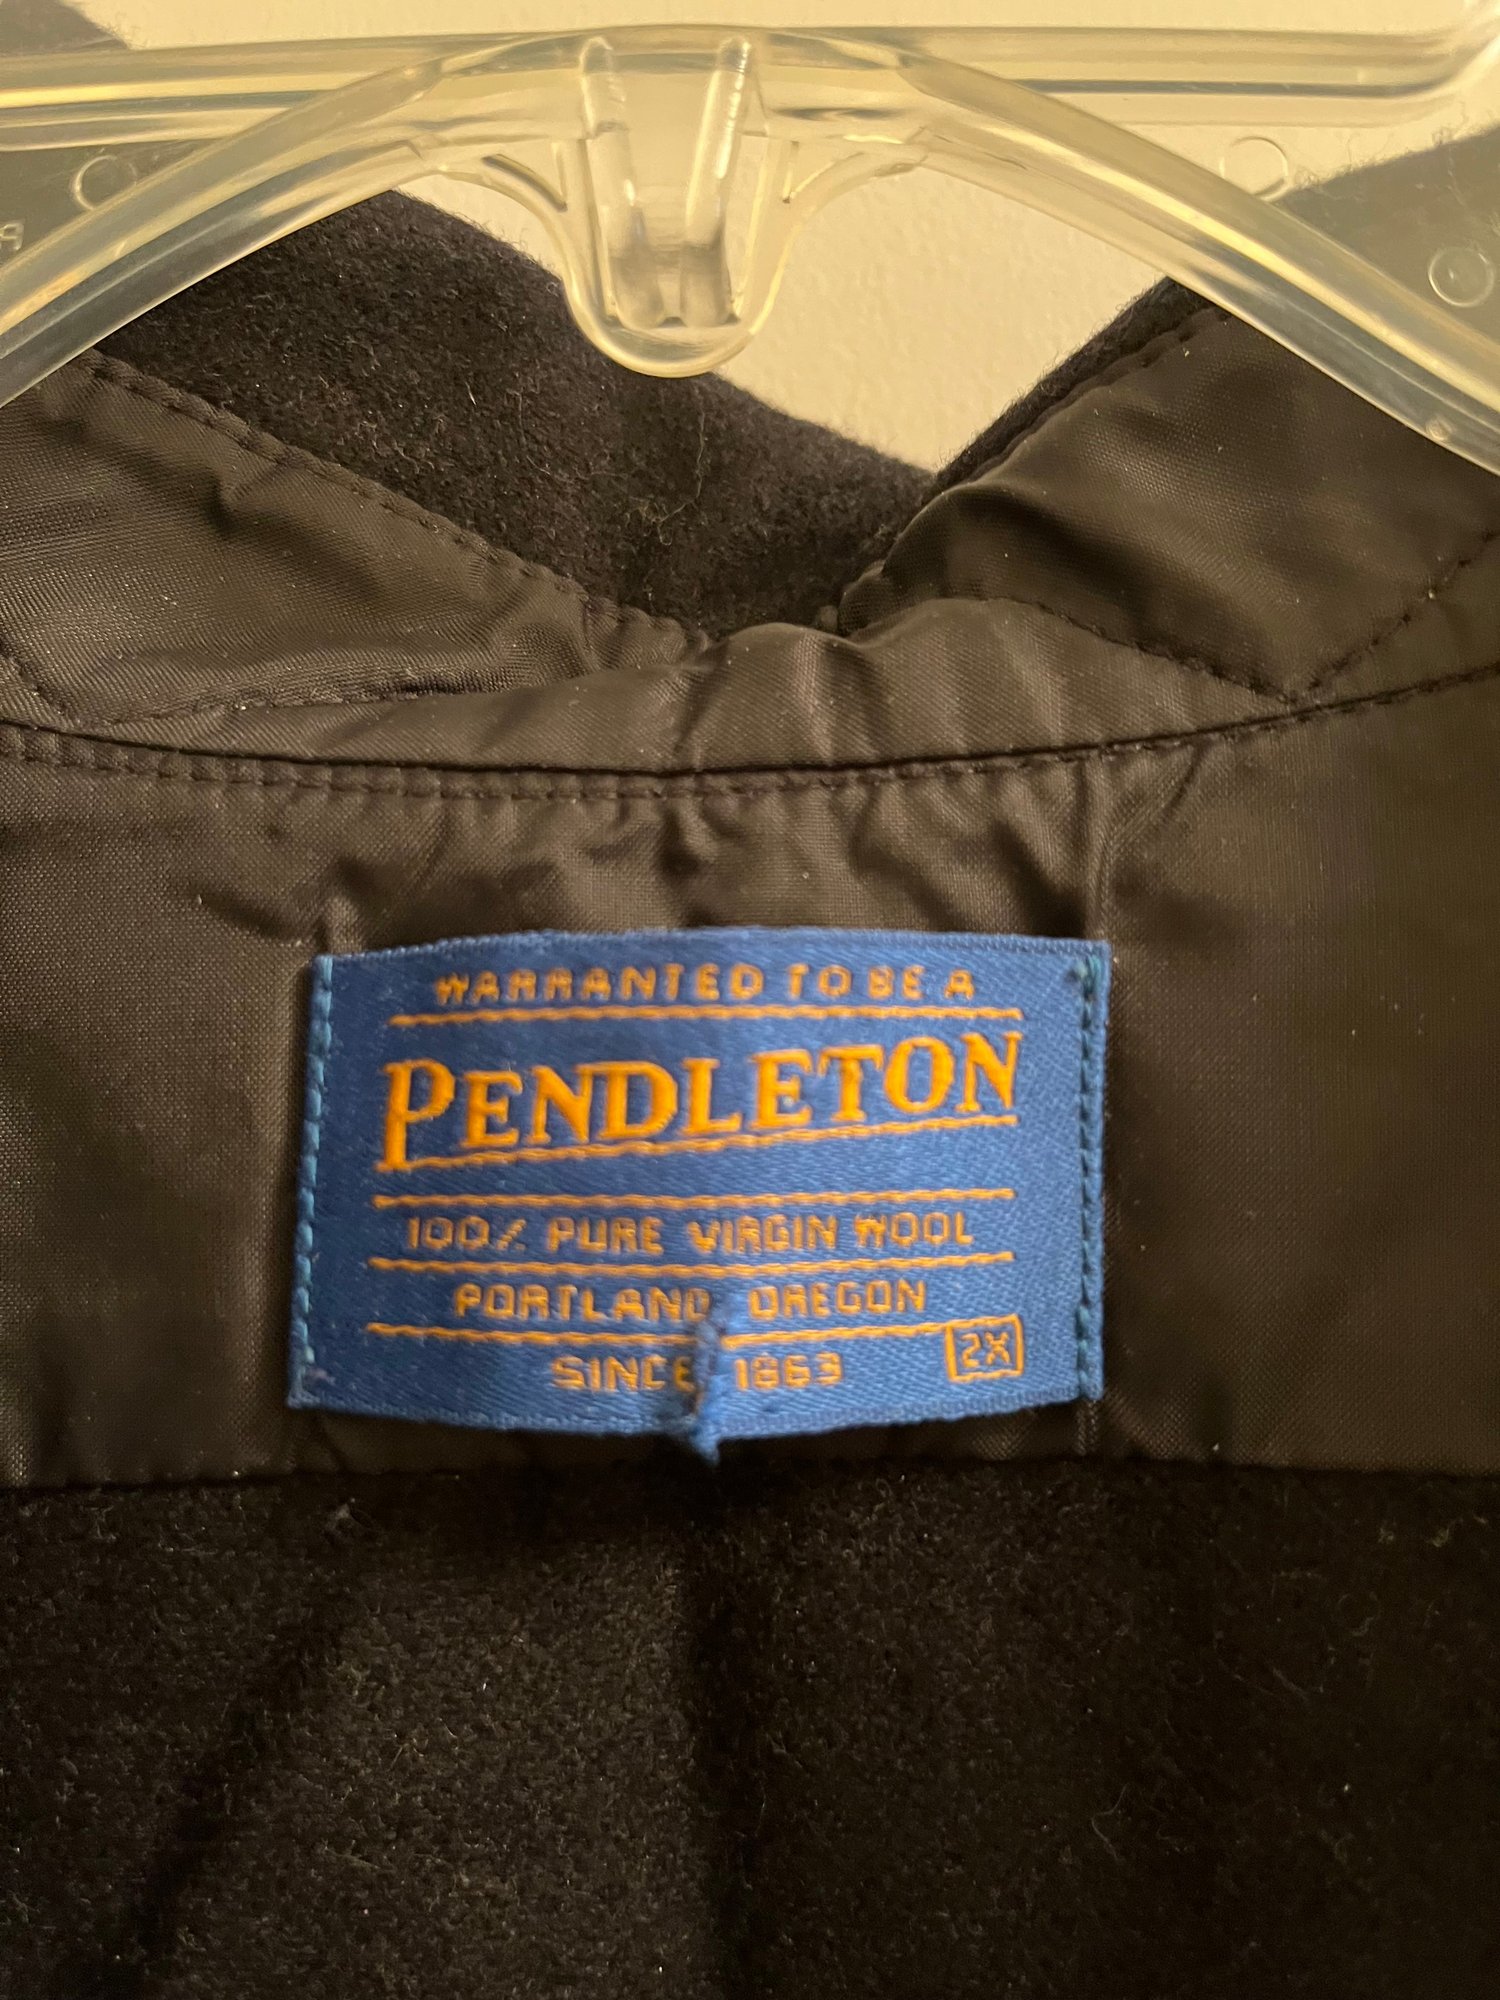 WARRANTED TO BE A
PENDLETON
100% PURE VIRGIN WOOL
PORTLAND, OREGON
SINCE 1863
2X